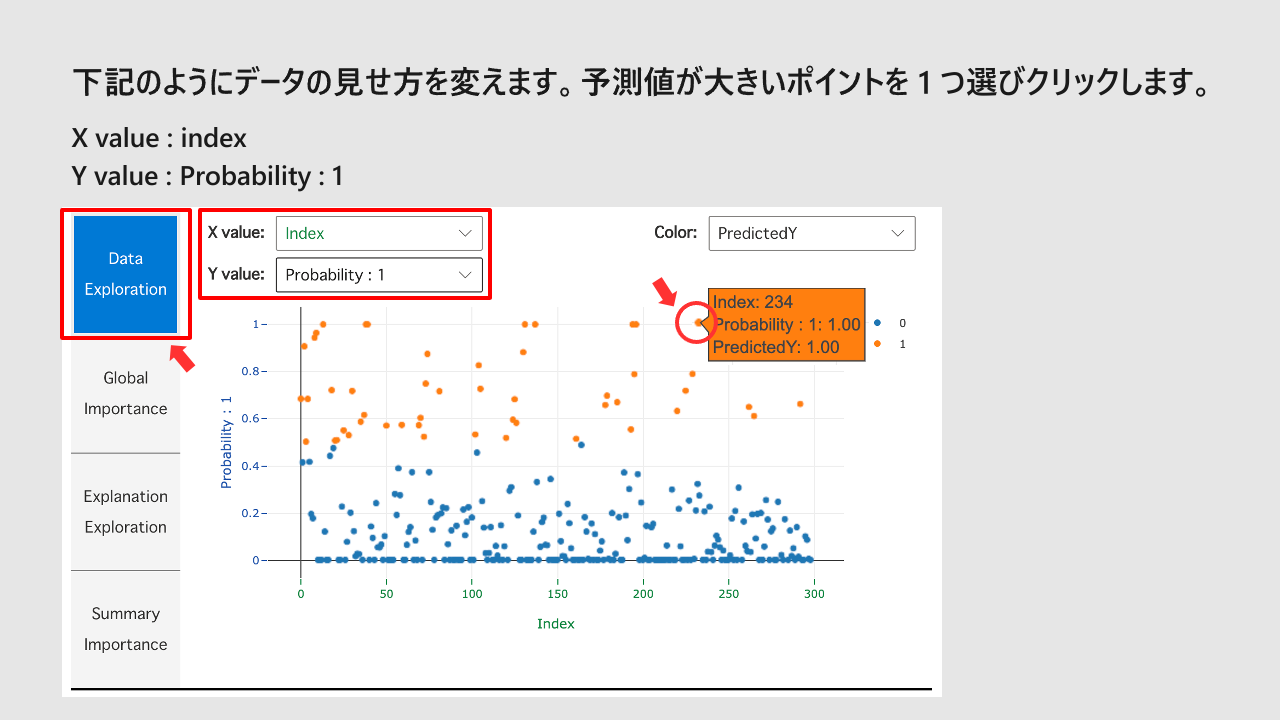 下記のようにデータの見せ方を変えます。予測値が大きいポイントを1つ選びクリックします。
X value : index
Y value : Probability : 1
Data
Exploration
Global
Importance
Explanation
Exploration
Summary
Importance
X value: Index
Y value: Probability : 1
Color: PredictedY
Index: 234
Probability : 1: 1.00
PredictedY: 1.00
0
1
Probability : 1
1
0.8
0.6
0.4
0.2
0
0 50 100 150 200 250 300
Index